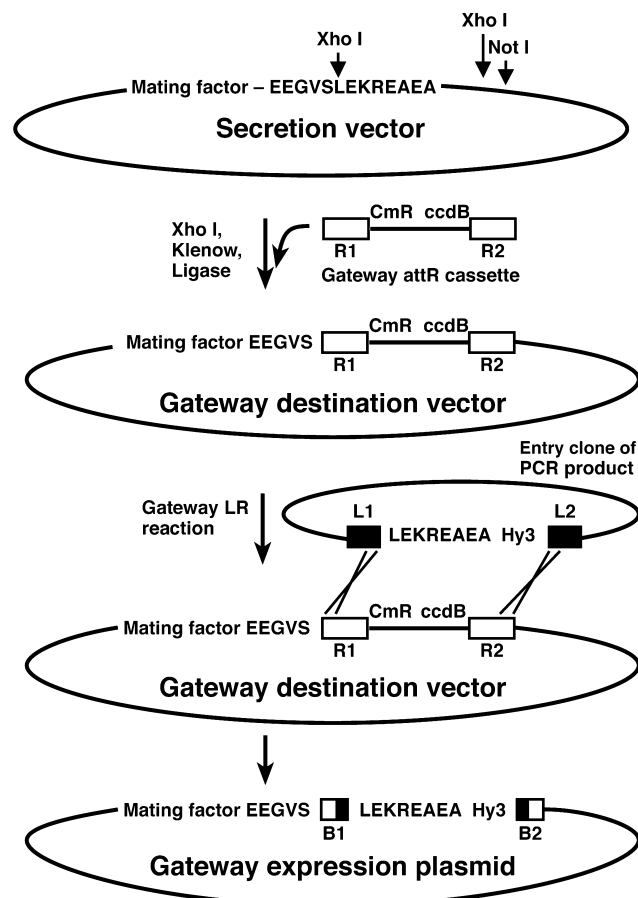 Xho I
Xho I
Not I
Mating factor – EEGVSLEKREAEA
Secretion vector
Xho I,
Klenow,
Ligase
CmR ccdB
R1 R2
Gateway attR cassette
Mating factor EEGVS CmR ccdB
R1 R2
Gateway destination vector
Entry clone of
PCR product
Gateway LR
reaction
L1 L2
LEKREAEA Hy3
CmR ccdB
Mating factor EEGVS
R1 R2
Gateway destination vector
Mating factor EEGVS LEKREAEA Hy3
B1 B2
Gateway expression plasmid